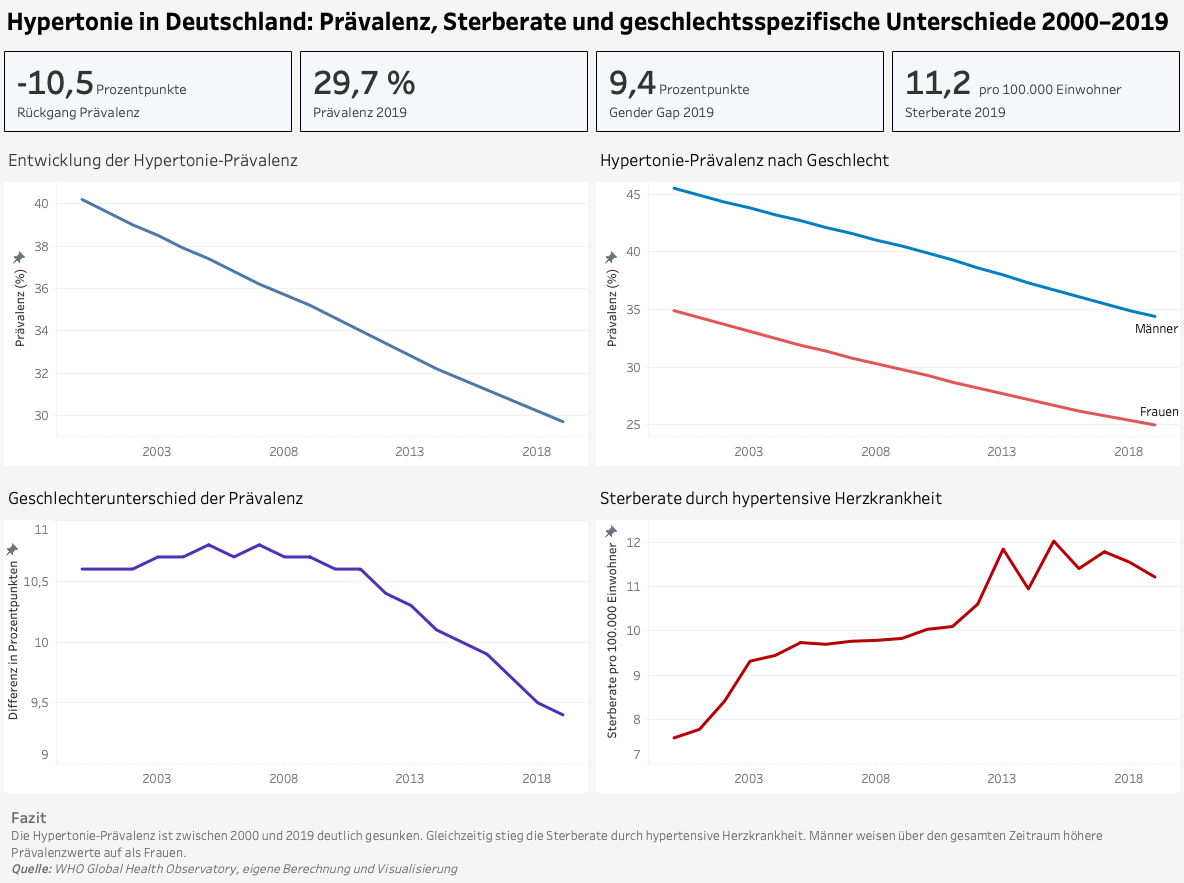 Hypertonie in Deutschland: Prävalenz, Sterberate und geschlechtsspezifische Unterschiede 2000–2019
-10,5 Prozentpunkte
Rückgang Prävalenz
29,7 %
Prävalenz 2019
9,4 Prozentpunkte
Gender Gap 2019
11,2 pro 100.000 Einwohner
Sterberate 2019
Entwicklung der Hypertonie-Prävalenz
Prävalenz (%)
40
38
36
34
32
30
2003 2008 2013 2018
Hypertonie-Prävalenz nach Geschlecht
Prävalenz (%)
45
40
35
30
25
Männer
Frauen
2003 2008 2013 2018
Geschlechterunterschied der Prävalenz
Differenz in Prozentpunkten
11
10,5
10
9,5
9
2003 2008 2013 2018
Sterberate durch hypertensive Herzkrankheit
Sterberate pro 100.000 Einwohner
12
11
10
9
8
7
2003 2008 2013 2018
Fazit
Die Hypertonie-Prävalenz ist zwischen 2000 und 2019 deutlich gesunken. Gleichzeitig stieg die Sterberate durch hypertensive Herzkrankheit. Männer weisen über den gesamten Zeitraum höhere
Prävalenzwerte auf als Frauen.
Quelle: WHO Global Health Observatory, eigene Berechnung und Visualisierung